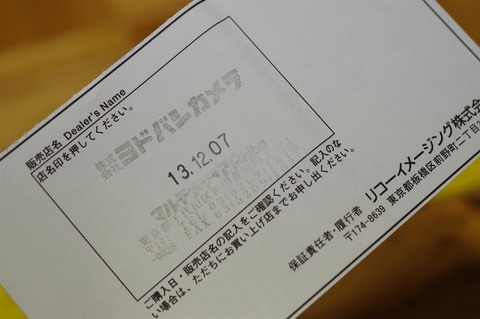 販売店名 Dealer's Name
店名印を押してください。
株式会社 ヨドバシカメラ
13.12.07
ご購入日・販売店名の記入をご確認ください。記入のな
い場合は、ただちにお買い上げ店までお申し出ください。
保証責任者・履行者 リコーイメージング株式会
〒174-8639 東京都板橋区前野町二丁目3